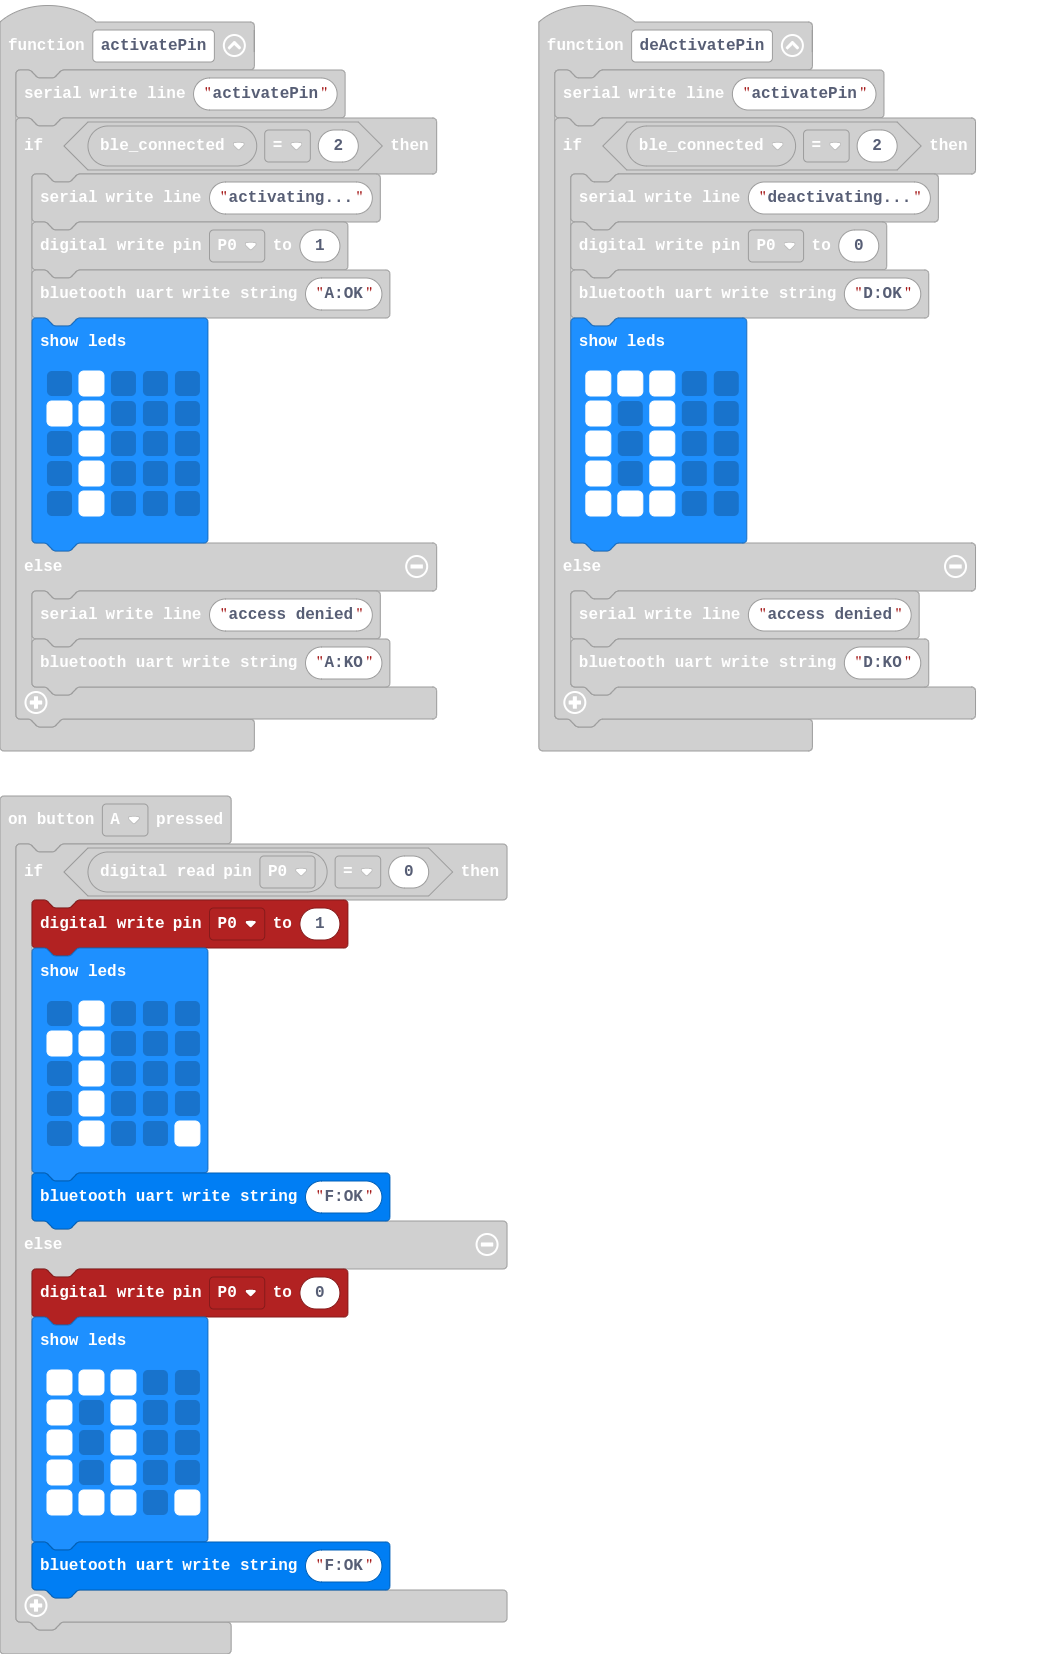 function activatePin
serial write line "activatePin"
if ble_connected = 2 then
serial write line "activating..."
digital write pin P0 to 1
bluetooth uart write string "A:OK"
show leds
else
serial write line "access denied"
bluetooth uart write string "A:KO"
function deActivatePin
serial write line "activatePin"
if ble_connected = 2 then
serial write line "deactivating..."
digital write pin P0 to 0
bluetooth uart write string "D:OK"
show leds
else
serial write line "access denied"
bluetooth uart write string "D:KO"
on button A pressed
if digital read pin P0 = 0 then
digital write pin P0 to 1
show leds
bluetooth uart write string "F:OK"
else
digital write pin P0 to 0
show leds
bluetooth uart write string "F:OK"